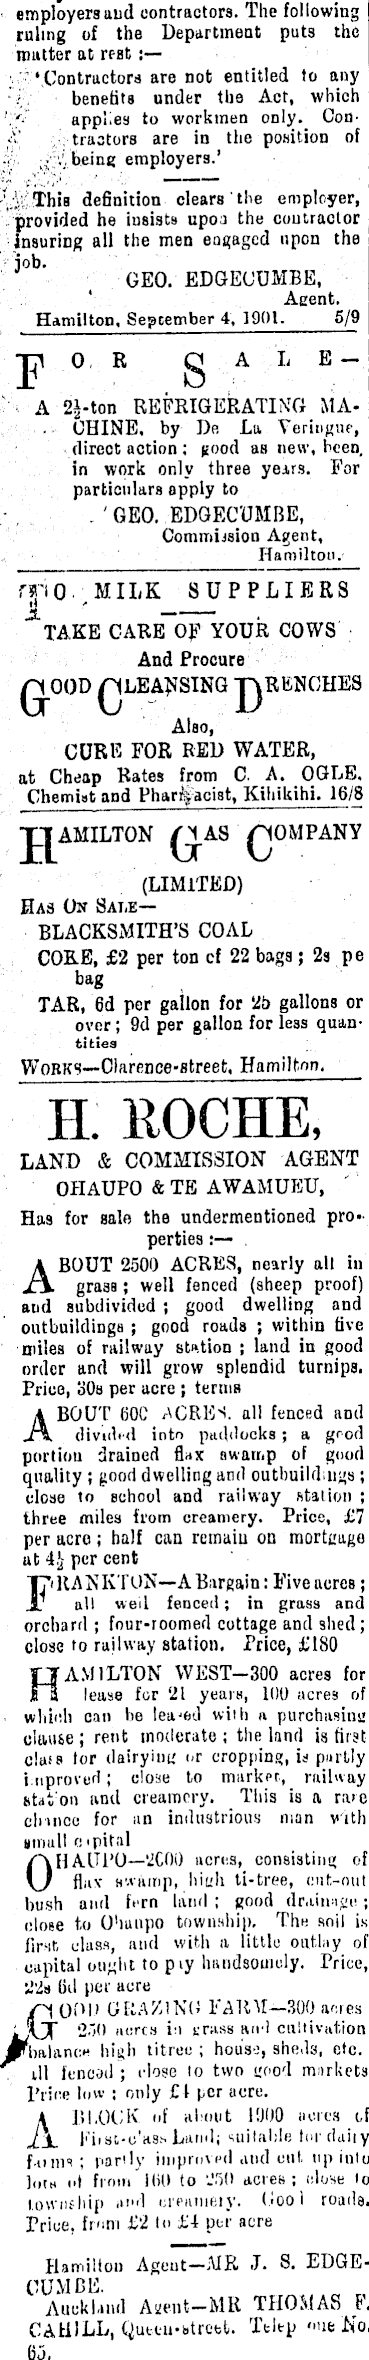 employers and contractors. The following
ruling of the Department puts the
matter at rest :—
'Contractors are not entitled to any
benefits under the Act, which
applies to workmen only. Con-
tractors are in the position of
being employers.'
This definition clears the employer,
provided he insists upon the contractor
insuring all the men engaged upon the
job.
GEO. EDGECUMBE,
Agent.
Hamilton, September 4, 1901. 5/9
FOR SALE—
A 2½-ton REFRIGERATING MA-
CHINE, by De La Vergne,
direct action ; good as new, been
in work only three years. For
particulars apply to
GEO. EDGECUMBE,
Commission Agent,
Hamilton.
TO MILK SUPPLIERS
TAKE CARE OF YOUR COWS
And Procure
GOOD CLEANSING DRENCHES
Also,
CURE FOR RED WATER,
at Cheap Rates from C. A. OGLE.
Chemist and Pharmacist, Kihikihi. 16/8
HAMILTON GAS COMPANY
(LIMITED)
HAS ON SALE—
BLACKSMITH'S COAL
COKE, £2 per ton of 22 bags ; 2s pe
bag
TAR, 6d per gallon for 25 gallons or
over ; 9d per gallon for less quan-
tities
WORKS—Clarence-street, Hamilton.
H. ROCHE,
LAND & COMMISSION AGENT
OHAUPO & TE AWAMUTU,
Has for sale the undermentioned pro-
perties :—
ABOUT 2500 ACRES, nearly all in
grass ; well fenced (sheep proof)
and subdivided ; good dwelling and
outbuildings ; good roads ; within five
miles of railway station ; land in good
order and will grow splendid turnips.
Price, 30s per acre ; terms
ABOUT 600 ACRES, all fenced and
divided into paddocks ; a good
portion drained flax swamp of good
quality ; good dwelling and outbuildings ;
close to school and railway station ;
three miles from creamery. Price, £7
per acre ; half can remain on mortgage
at 4½ per cent
FRANKTON—A Bargain : Five acres ;
all well fenced ; in grass and
orchard ; four-roomed cottage and shed ;
close to railway station. Price, £180
HAMILTON WEST—300 acres for
lease for 21 years, 100 acres of
which can be leased with a purchasing
clause ; rent moderate ; the land is first
class for dairying or cropping, is partly
improved ; close to market, railway
station and creamery. This is a rare
chance for an industrious man with
small capital
OHAUPO—2000 acres, consisting of
flax swamp, high ti-tree, cut-out
bush and fern land ; good drainage ;
close to Ohaupo township. The soil is
first class, and with a little outlay of
capital ought to pay handsomely. Price,
22s 6d per acre
GOOD GRAZING FARM—300 acres
250 acres in grass and cultivation
balance high titree ; house, sheds, etc.
all fenced ; close to two good markets
Price low ; only £4 per acre.
A BLOCK of about 1900 acres of
First-class Land; suitable for dairy
farms ; partly improved and cut up into
lots of from 160 to 250 acres ; close to
township and creamery. Good roads.
Price, from £2 to £4 per acre
Hamilton Agent—MR J. S. EDGE-
CUMBE.
Auckland Agent—MR THOMAS F.
CAHILL, Queen-street. Telep one No.
65.